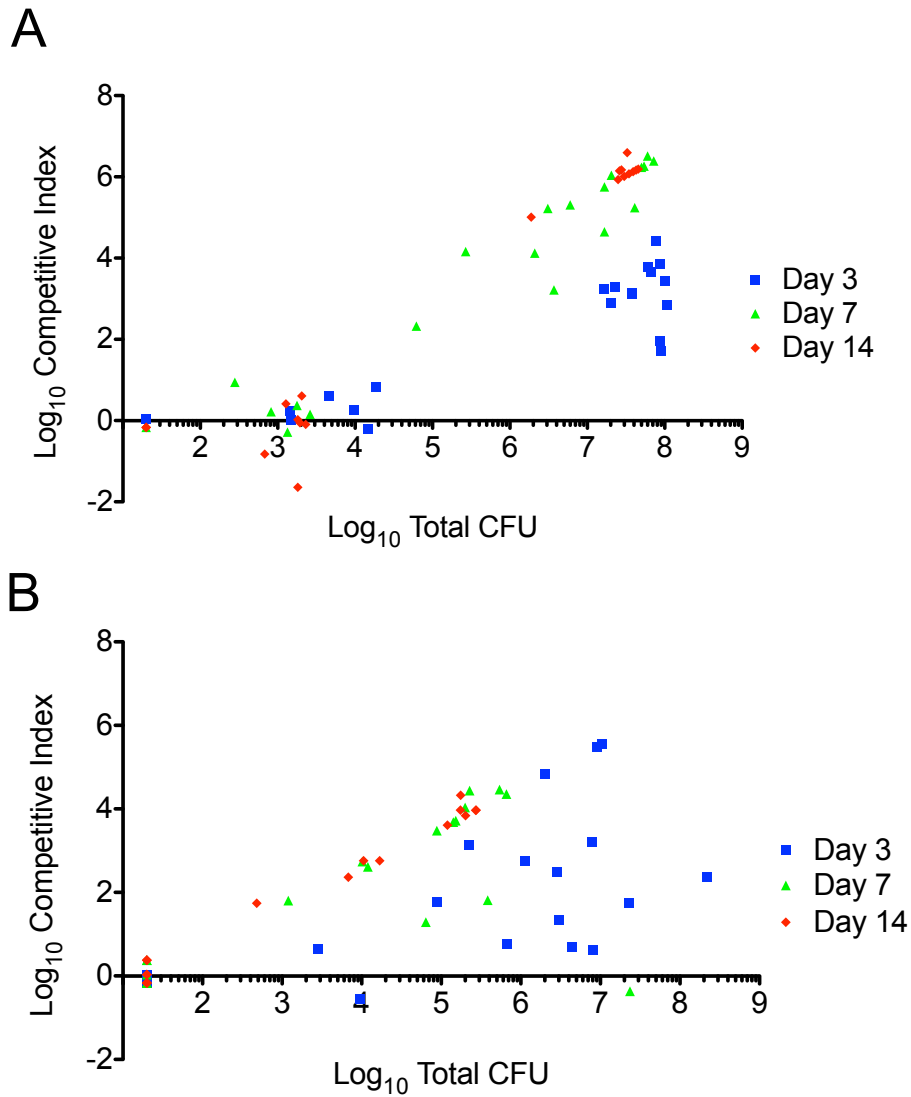 A
8
6
4
2
0
-2
2 3 4 5 6 7 8 9
Log10 Competitive Index
Log10 Total CFU
Day 3
Day 7
Day 14
B
8
6
4
2
0
-2
2 3 4 5 6 7 8 9
Log10 Competitive Index
Log10 Total CFU
Day 3
Day 7
Day 14